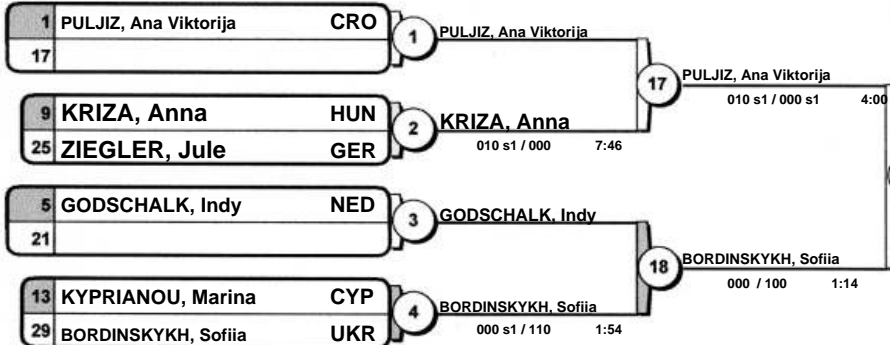 1 PULJIZ, Ana Viktorija CRO
17
1 PULJIZ, Ana Viktorija
9 KRIZA, Anna HUN
25 ZIEGLER, Jule GER
2 KRIZA, Anna
010 s1 / 000 7:46
17 PULJIZ, Ana Viktorija
010 s1 / 000 s1 4:00
5 GODSCHALK, Indy NED
21
3 GODSCHALK, Indy
13 KYPRIANOU, Marina CYP
29 BORDINSKYKH, Sofiia UKR
4 BORDINSKYKH, Sofiia
000 s1 / 110 1:54
18 BORDINSKYKH, Sofiia
000 / 100 1:14